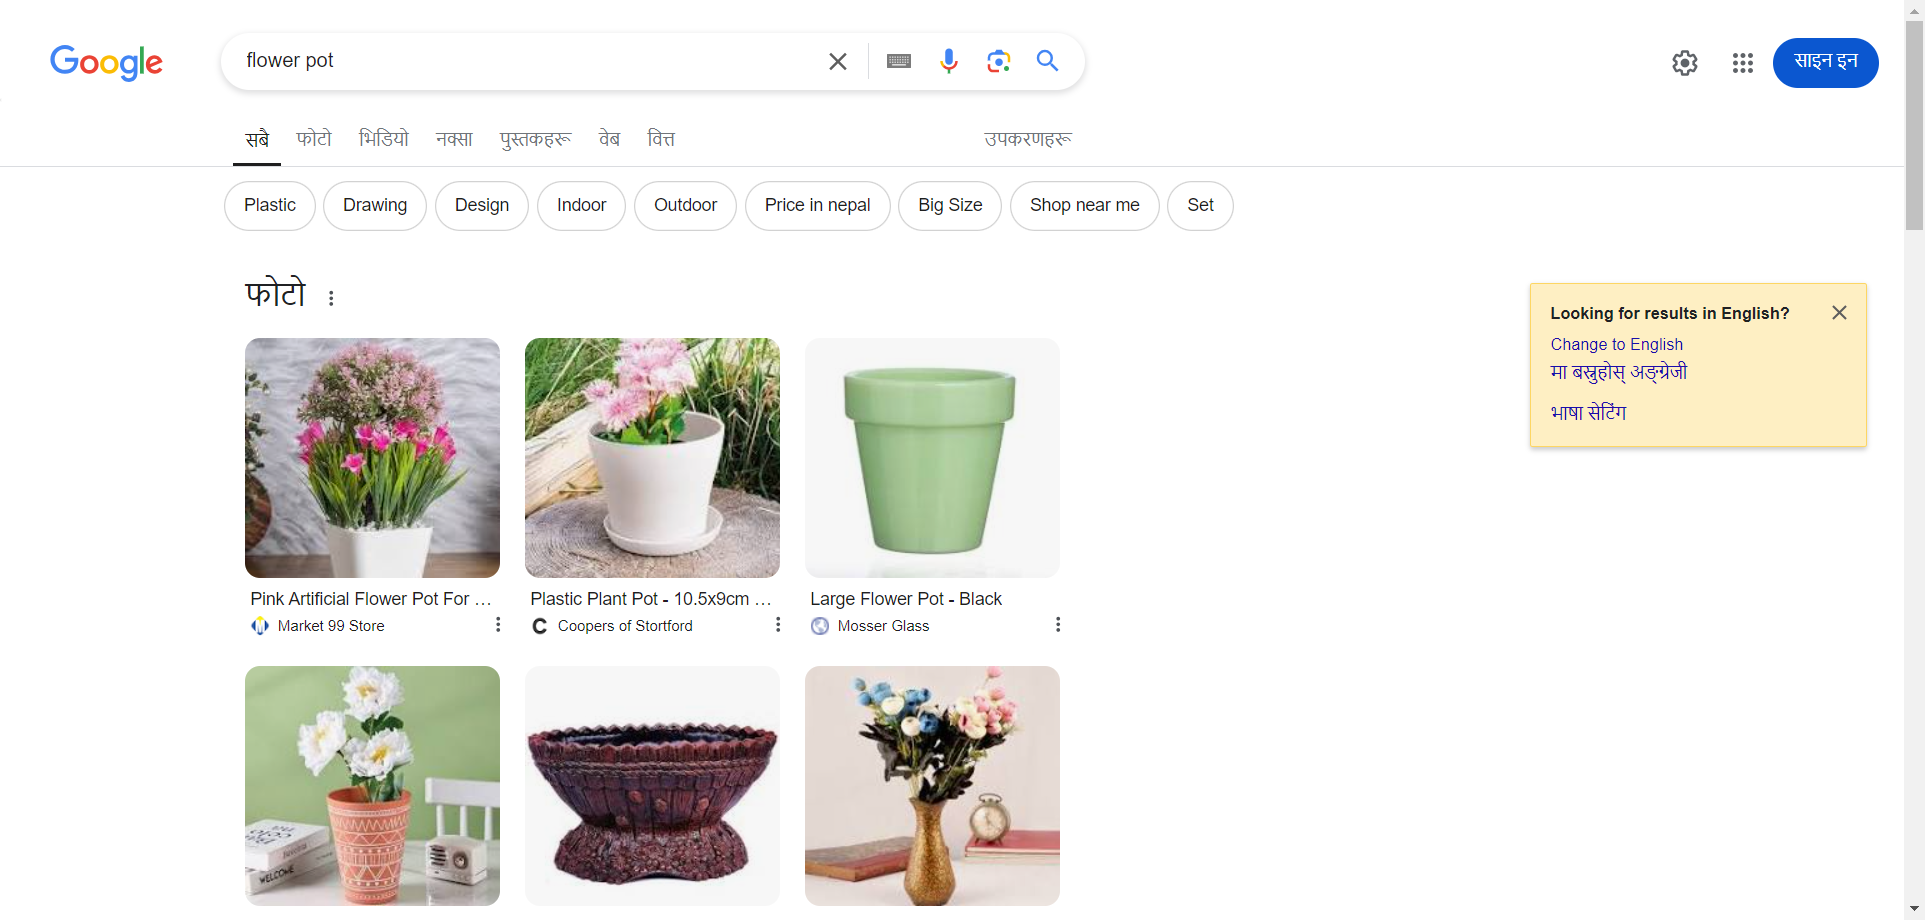 Google
flower pot
साइन इन
सबै फोटो भिडियो नक्सा पुस्तकहरू वेब वित्त उपकरणहरू
Plastic Drawing Design Indoor Outdoor Price in nepal Big Size Shop near me Set
फोटो
Looking for results in English?
Change to English
मा बस्नुहोस् अङ्ग्रेजी
भाषा सेटिंग
Pink Artificial Flower Pot For ...
Market 99 Store
Plastic Plant Pot - 10.5x9cm ...
Coopers of Stortford
Large Flower Pot - Black
Mosser Glass
WELCOME